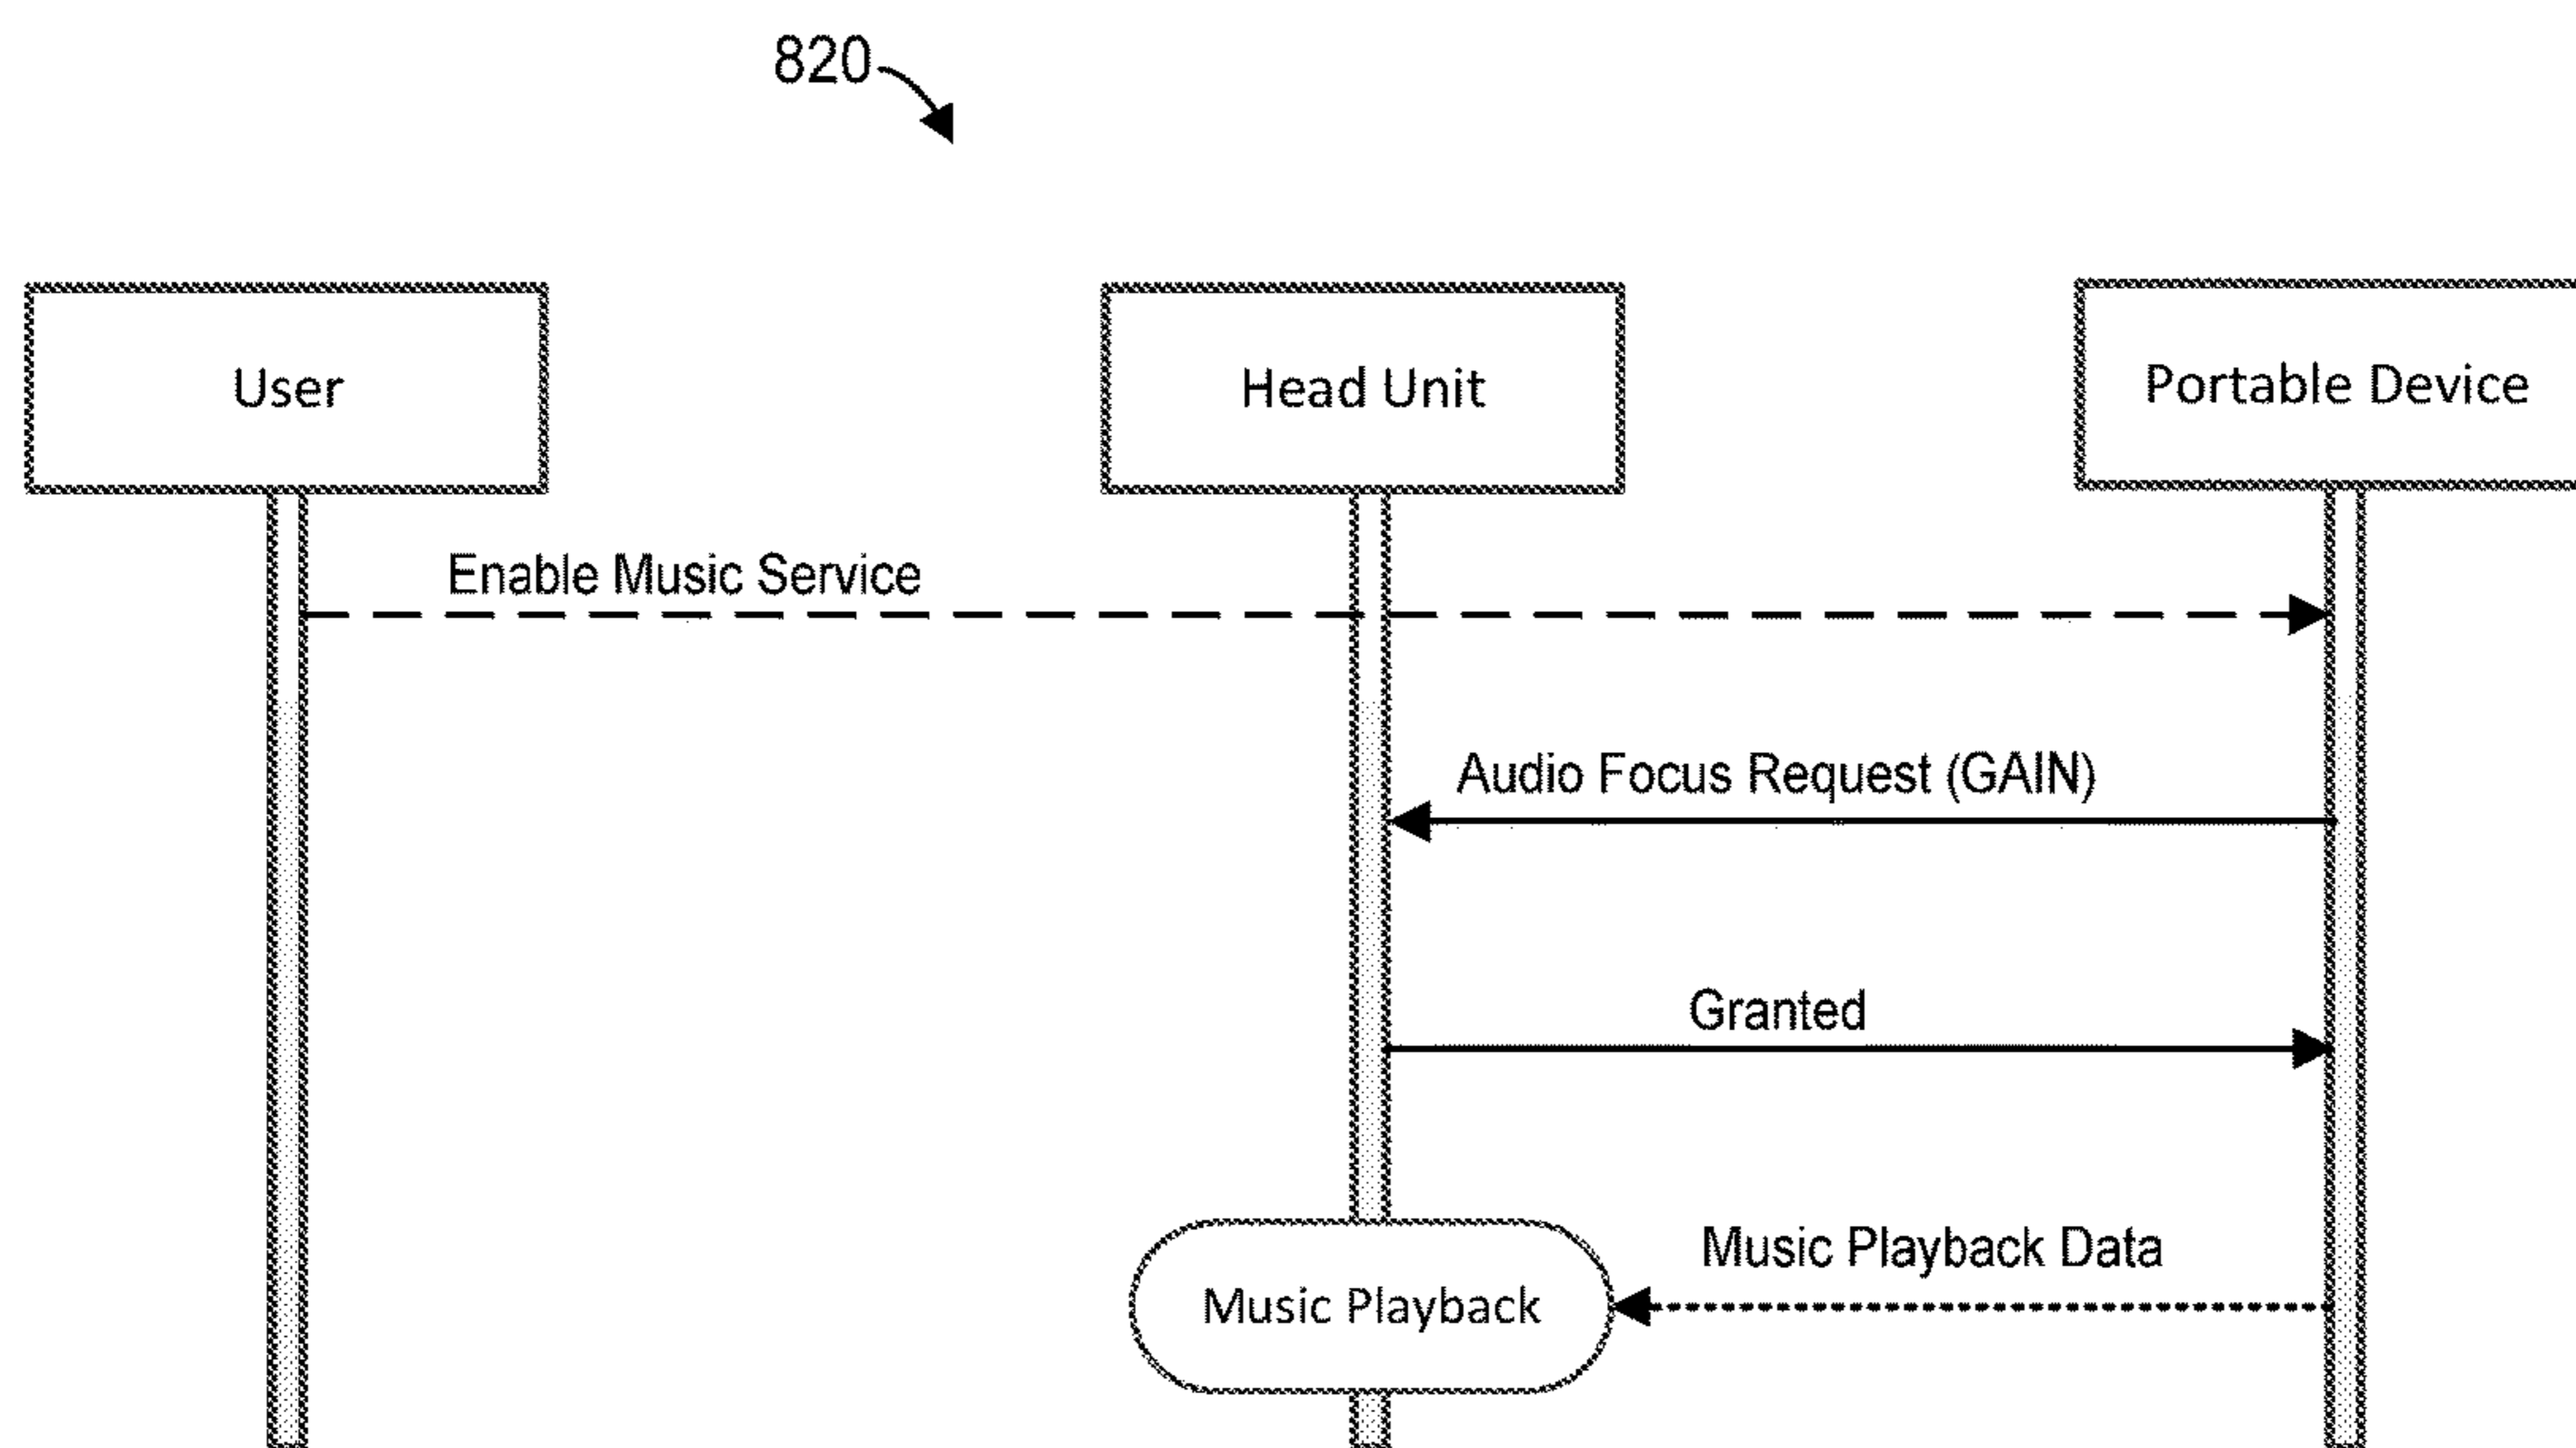 820
User
Head Unit
Portable Device
Enable Music Service
Audio Focus Request (GAIN)
Granted
Music Playback Data
Music Playback